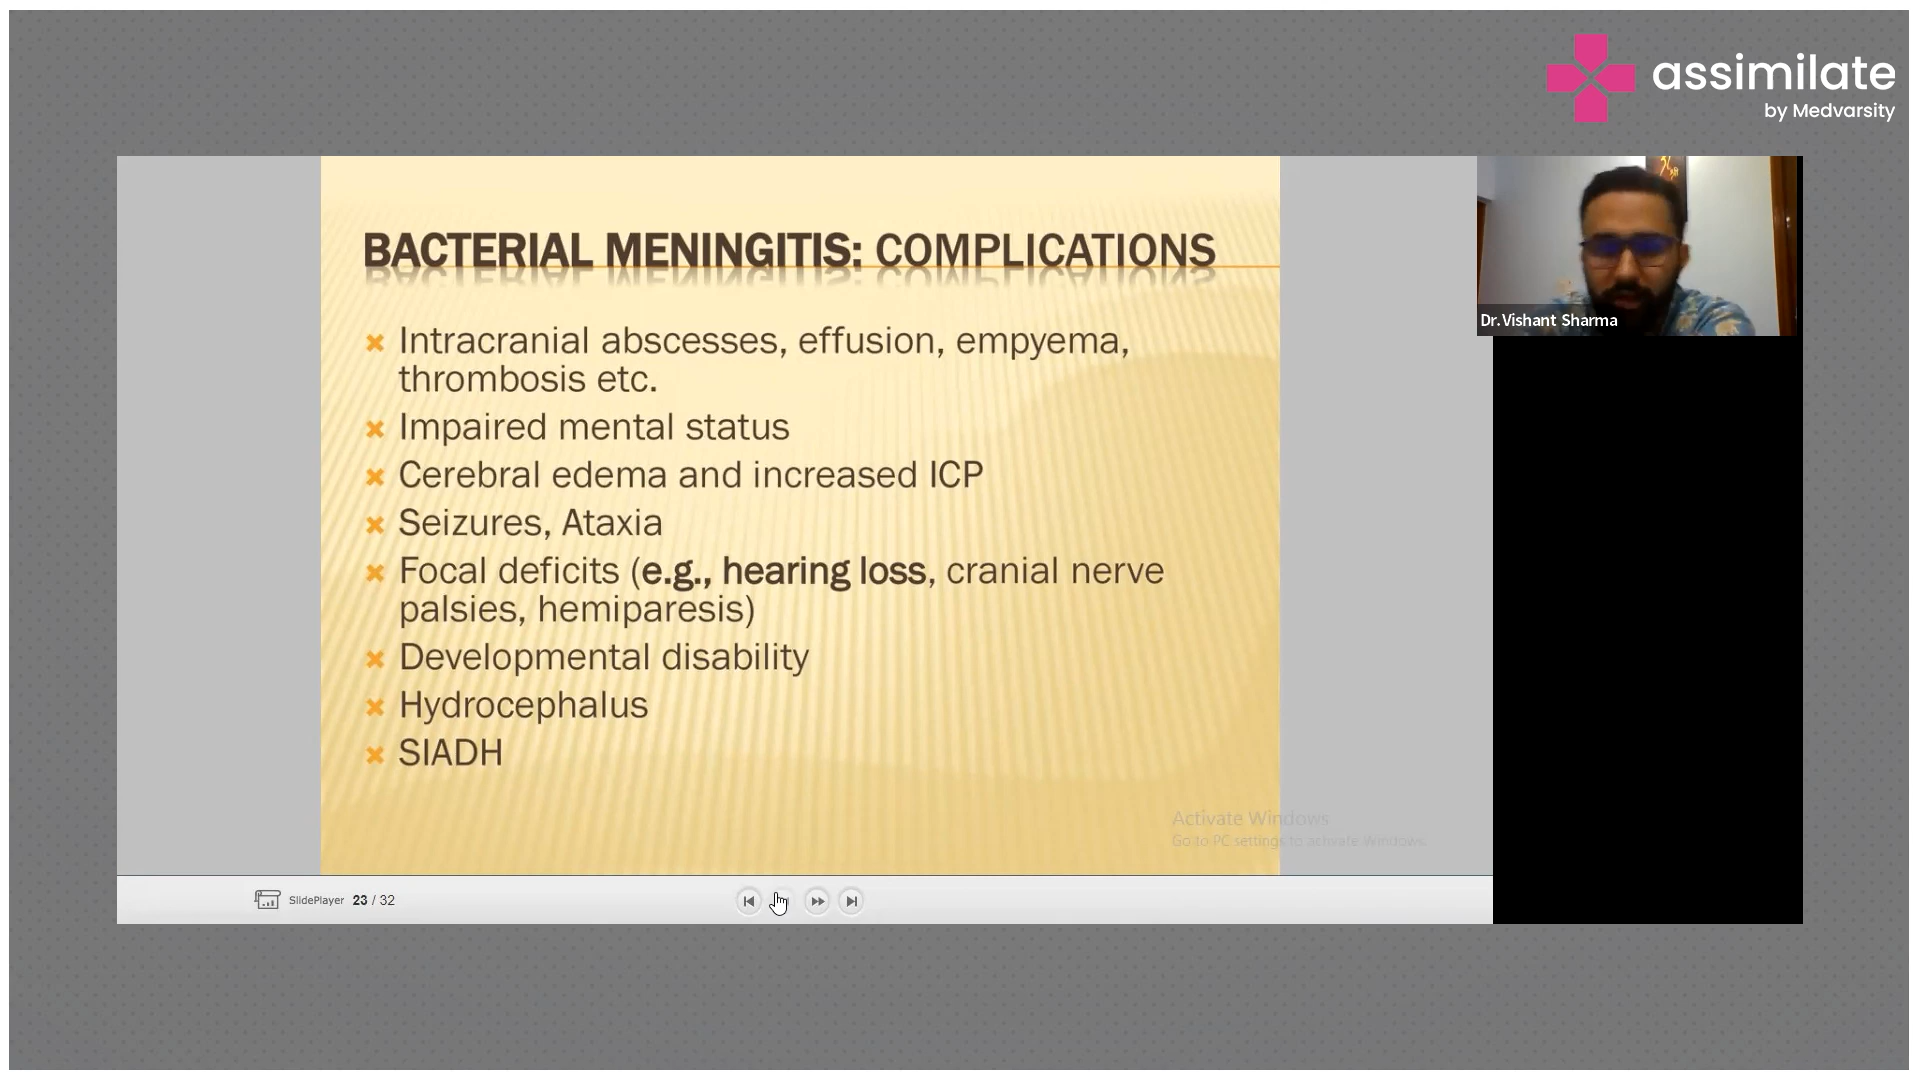 assimilate
by Medvarsity
BACTERIAL MENINGITIS: COMPLICATIONS
Intracranial abscesses, effusion, empyema,
thrombosis etc.
Impaired mental status
Cerebral edema and increased ICP
Seizures, Ataxia
Focal deficits (e.g., hearing loss, cranial nerve
palsies, hemiparesis)
Developmental disability
Hydrocephalus
SIADH
Dr.Vishant Sharma
Activate Windows
Go to PC settings to activate Windows.
SlidePlayer 23 / 32